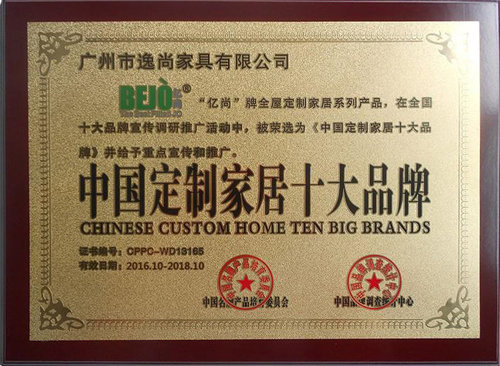 广州市逸尚家具有限公司
BEJO®
"亿尚"牌全屋定制家居系列产品，在全国
十大品牌宣传调研推广活动中，被荣选为《中国定制家居十大品
牌》并给予重点宣传和推广。
中国定制家居十大品牌
CHINESE CUSTOM HOME TEN BIG BRANDS
证书编号：CPPC-WD13165
有效日期：2016.10-2018.10